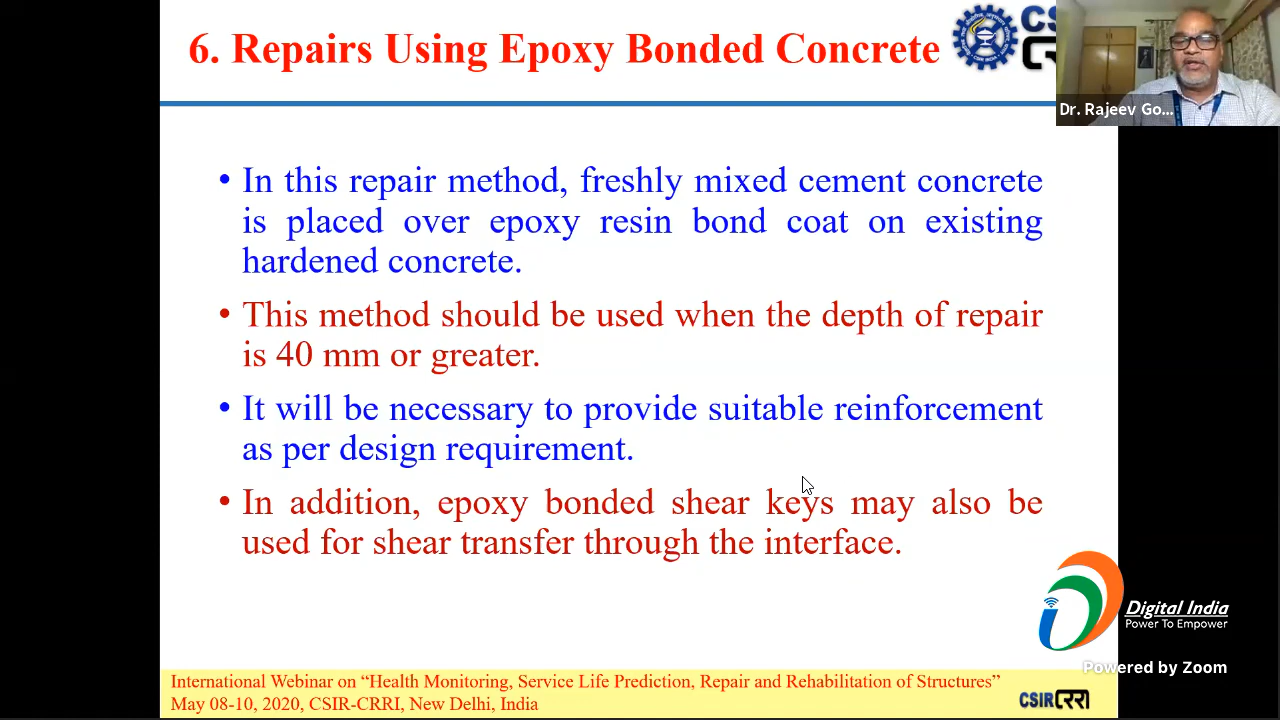 6. Repairs Using Epoxy Bonded Concrete
CS
Dr. Rajeev Go...
• In this repair method, freshly mixed cement concrete
is placed over epoxy resin bond coat on existing
hardened concrete.
• This method should be used when the depth of repair
is 40 mm or greater.
• It will be necessary to provide suitable reinforcement
as per design requirement.
• In addition, epoxy bonded shear keys may also be
used for shear transfer through the interface.
Digital India
Power To Empower
Powered by Zoom
International Webinar on “Health Monitoring, Service Life Prediction, Repair and Rehabilitation of Structures”
May 08-10, 2020, CSIR-CRRI, New Delhi, India
CSIR CRRI